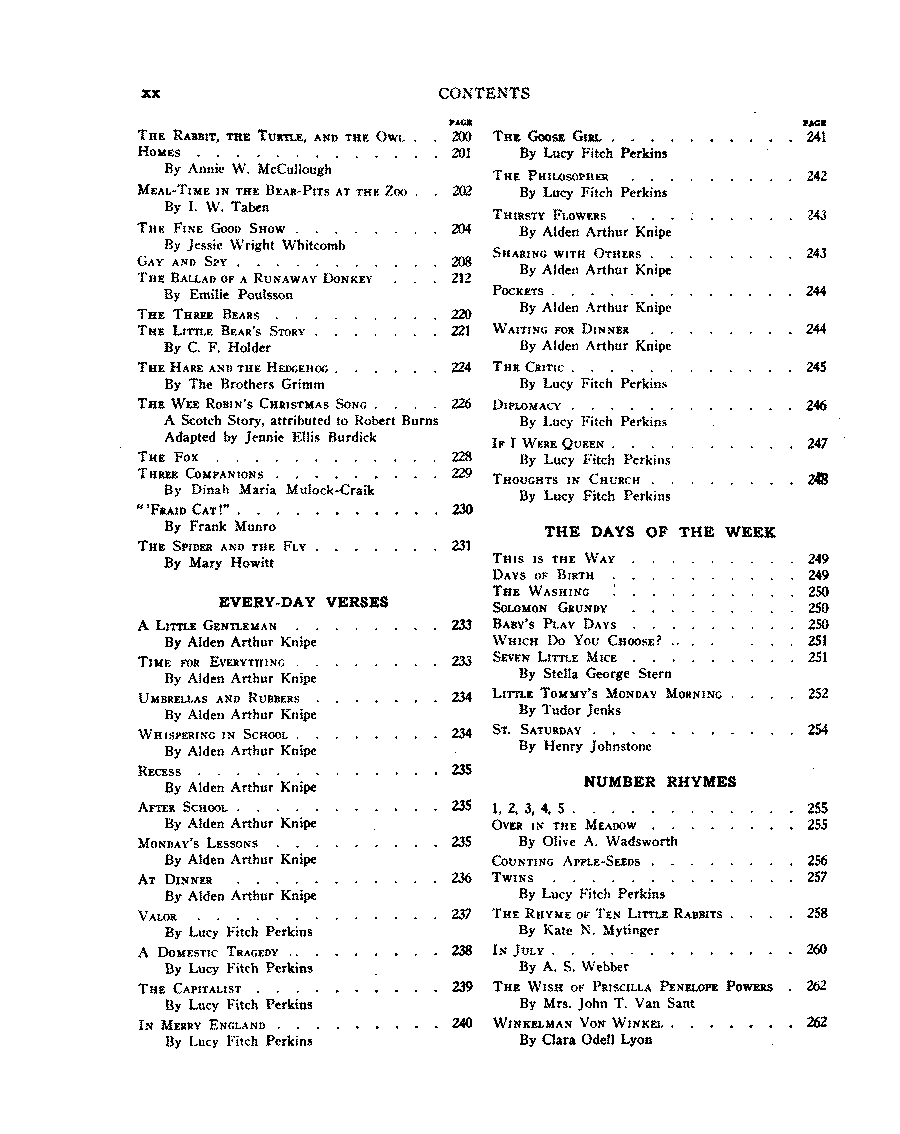 xx
CONTENTS
PAGE
The Rabbit, the Turtle, and the Owl . . 200
Homes . . . . . . . . . . . . . 201
By Annie W. McCullough
Meal-Time in the Bear-Pits at the Zoo . . 202
By I. W. Taben
The Fine Good Show . . . . . . . . 204
By Jessie Wright Whitcomb
Gay and Spy . . . . . . . . . . . 208
The Ballad of a Runaway Donkey . . . 212
By Emilie Poulsson
The Three Bears . . . . . . . . . 220
The Little Bear's Story . . . . . . . 221
By C. F. Holder
The Hare and the Hedgehog . . . . . . 224
By The Brothers Grimm
The Wee Robin's Christmas Song . . . . 226
A Scotch Story, attributed to Robert Burns
Adapted by Jennie Ellis Burdick
The Fox . . . . . . . . . . . . 228
Three Companions . . . . . . . . . 229
By Dinah Maria Mulock-Craik
"'Fraid Cat!" . . . . . . . . . . . 230
By Frank Munro
The Spider and the Fly . . . . . . . 231
By Mary Howitt
EVERY-DAY VERSES
A Little Gentleman . . . . . . . . 233
By Alden Arthur Knipe
Time for Everything . . . . . . . . 233
By Alden Arthur Knipe
Umbrellas and Rubbers . . . . . . . 234
By Alden Arthur Knipe
Whispering in School . . . . . . . . 234
By Alden Arthur Knipe
Recess . . . . . . . . . . . . . 235
By Alden Arthur Knipe
After School . . . . . . . . . . . 235
By Alden Arthur Knipe
Monday's Lessons . . . . . . . . . 235
By Alden Arthur Knipe
At Dinner . . . . . . . . . . . 236
By Alden Arthur Knipe
Valor . . . . . . . . . . . . . 237
By Lucy Fitch Perkins
A Domestic Tragedy . . . . . . . . . 238
By Lucy Fitch Perkins
The Capitalist . . . . . . . . . . 239
By Lucy Fitch Perkins
In Merry England . . . . . . . . . 240
By Lucy Fitch Perkins
PAGE
The Goose Girl . . . . . . . . . . 241
By Lucy Fitch Perkins
The Philosopher . . . . . . . . . 242
By Lucy Fitch Perkins
Thirsty Flowers . . . . . . . . . 243
By Alden Arthur Knipe
Sharing with Others . . . . . . . . 243
By Alden Arthur Knipe
Pockets . . . . . . . . . . . . . 244
By Alden Arthur Knipe
Waiting for Dinner . . . . . . . . 244
By Alden Arthur Knipe
The Critic . . . . . . . . . . . . 245
By Lucy Fitch Perkins
Diplomacy . . . . . . . . . . . . 246
By Lucy Fitch Perkins
If I Were Queen . . . . . . . . . . 247
By Lucy Fitch Perkins
Thoughts in Church . . . . . . . . 248
By Lucy Fitch Perkins
THE DAYS OF THE WEEK
This is the Way . . . . . . . . . 249
Days of Birth . . . . . . . . . . 249
The Washing . . . . . . . . . . 250
Solomon Grundy . . . . . . . . . 250
Baby's Play Days . . . . . . . . . 250
Which Do You Choose? . . . . . . . 251
Seven Little Mice . . . . . . . . . 251
By Stella George Stern
Little Tommy's Monday Morning . . . . 252
By Tudor Jenks
St. Saturday . . . . . . . . . . . 254
By Henry Johnstone
NUMBER RHYMES
1, 2, 3, 4, 5 . . . . . . . . . . . . 255
Over in the Meadow . . . . . . . . 255
By Olive A. Wadsworth
Counting Apple-Seeds . . . . . . . . 256
Twins . . . . . . . . . . . . . 257
By Lucy Fitch Perkins
The Rhyme of Ten Little Rabbits . . . . 258
By Kate N. Mytinger
In July . . . . . . . . . . . . . 260
By A. S. Webber
The Wish of Priscilla Penelope Powers . 262
By Mrs. John T. Van Sant
Winkelman Von Winkel . . . . . . . 262
By Clara Odell Lyon